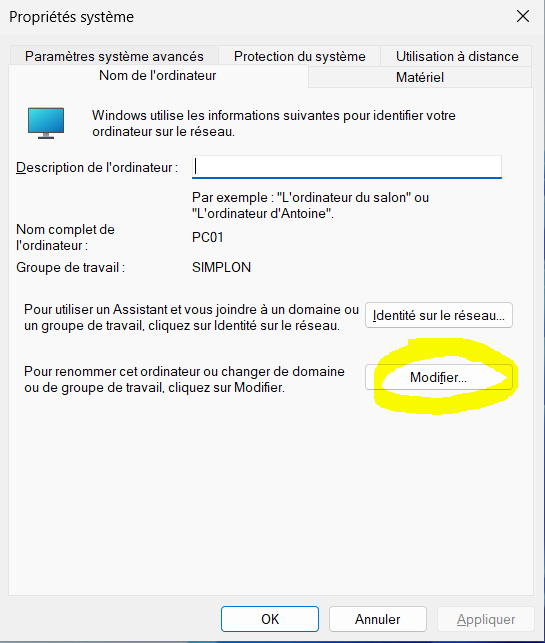 Propriétés système
Paramètres système avancés
Protection du système
Utilisation à distance
Nom de l'ordinateur
Matériel
Windows utilise les informations suivantes pour identifier votre
ordinateur sur le réseau.
Description de l'ordinateur :
Par exemple : "L'ordinateur du salon" ou
"L'ordinateur d'Antoine".
Nom complet de
l'ordinateur :
PC01
Groupe de travail :
SIMPLON
Pour utiliser un Assistant et vous joindre à un domaine ou
un groupe de travail, cliquez sur Identité sur le réseau.
Identité sur le réseau...
Pour renommer cet ordinateur ou changer de domaine
ou de groupe de travail, cliquez sur Modifier.
Modifier...
OK
Annuler
Appliquer